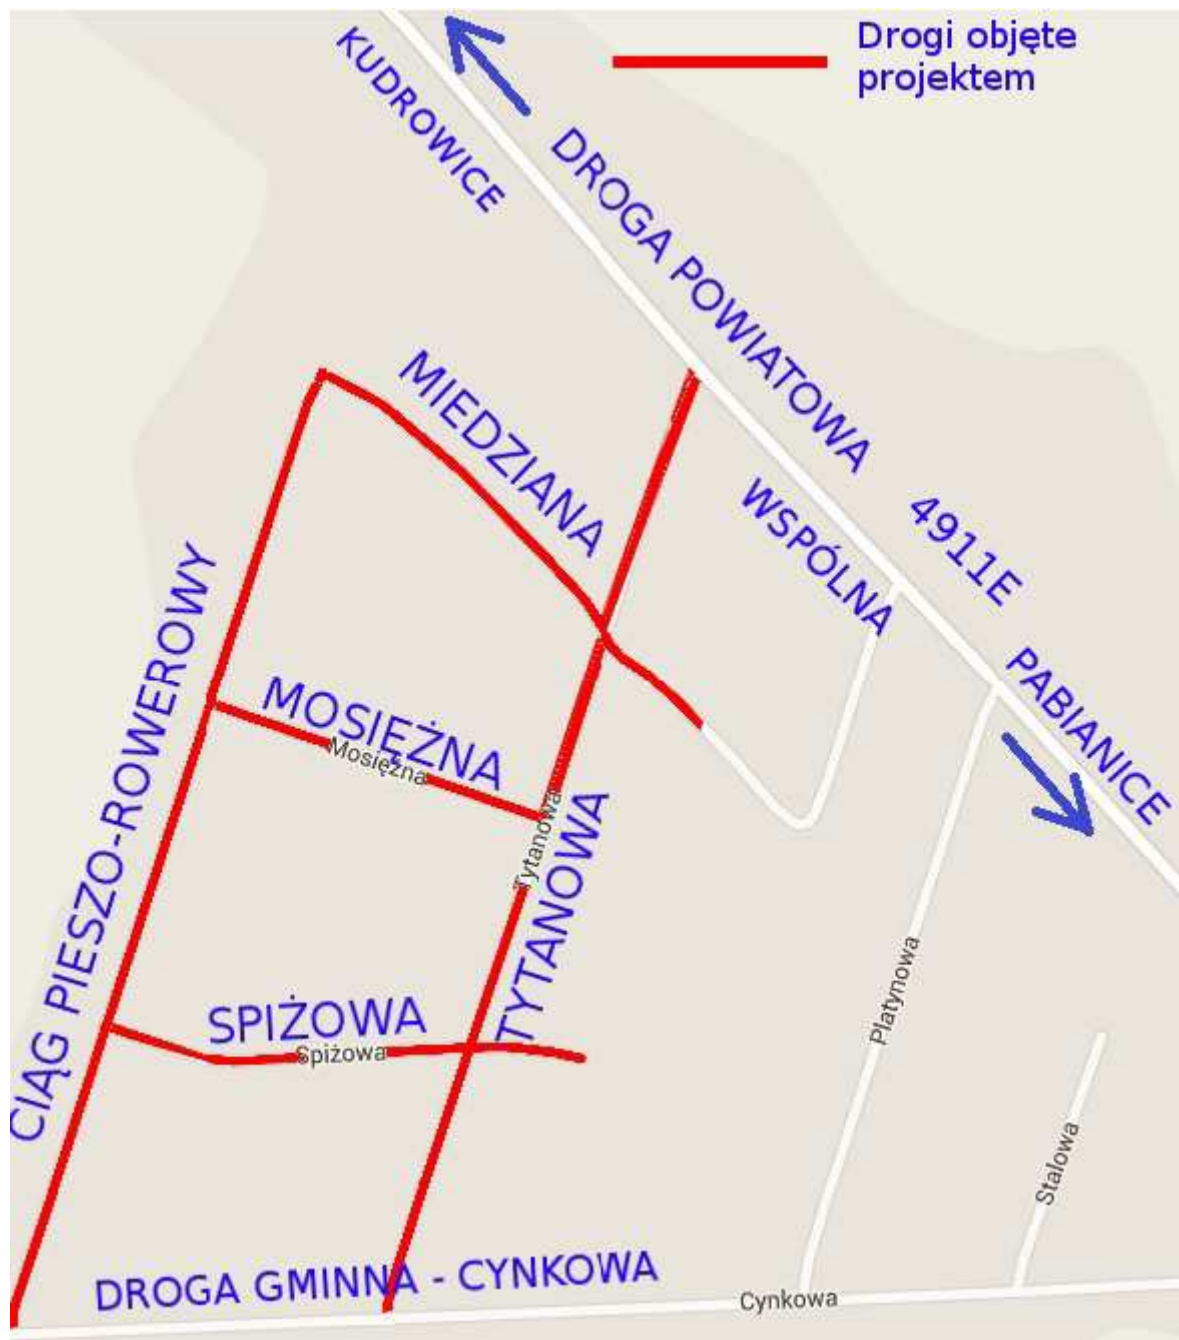 Drogi objęte
projektem
KUDROWICE
DROGA POWIATOWA 4911E
MIEDZIANA
WSPÓLNA
PABIANICE
CIĄG PIESZO-ROWEROWY
MOSIĘŻNA
Mosiężna
Tytanowa
TYTANOWA
SPIŻOWA
Spiżowa
Platynowa
Stalowa
DROGA GMINNA - CYNKOWA
Cynkowa